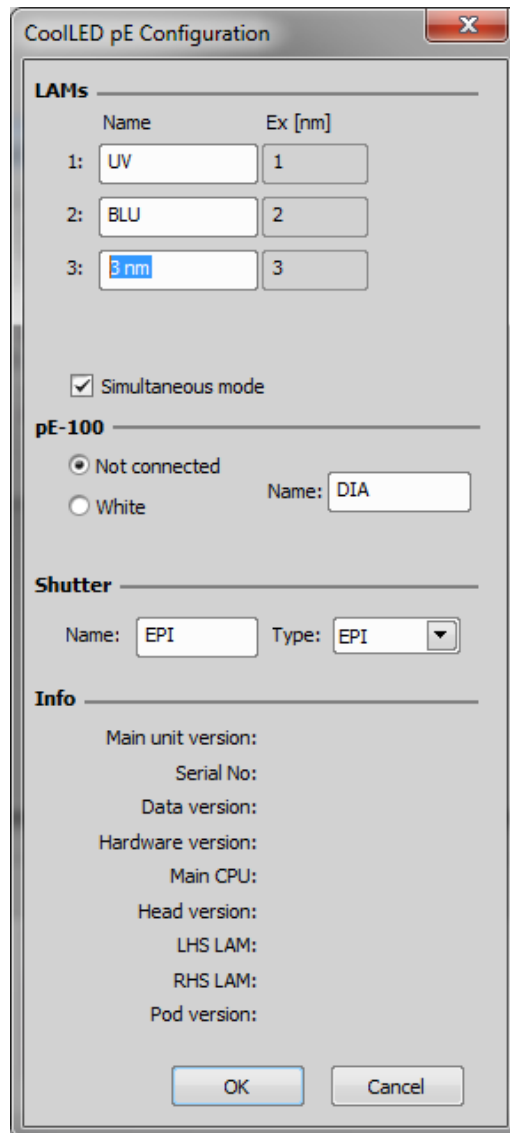 CoolLED pE Configuration
LAMs
Name Ex [nm]
1: UV 1
2: BLU 2
3: 3 nm 3
Simultaneous mode
pE-100
Not connected
White
Name: DIA
Shutter
Name: EPI Type: EPI
Info
Main unit version:
Serial No:
Data version:
Hardware version:
Main CPU:
Head version:
LHS LAM:
RHS LAM:
Pod version:
OK Cancel